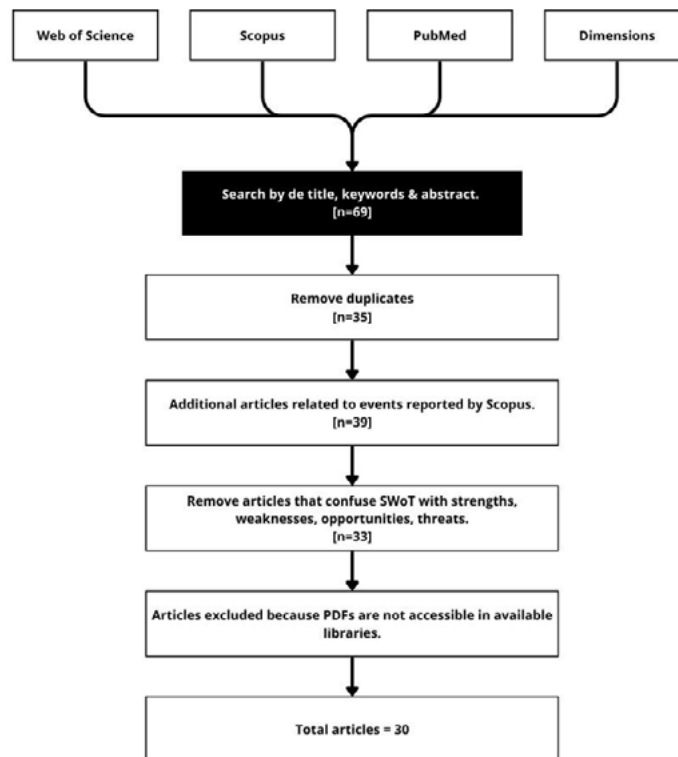 Web of Science
Scopus
PubMed
Dimensions
Search by de title, keywords & abstract.
[n=69]
Remove duplicates
[n=35]
Additional articles related to events reported by Scopus.
[n=39]
Remove articles that confuse SWoT with strengths,
weaknesses, opportunities, threats.
[n=33]
Articles excluded because PDFs are not accessible in available
libraries.
Total articles = 30